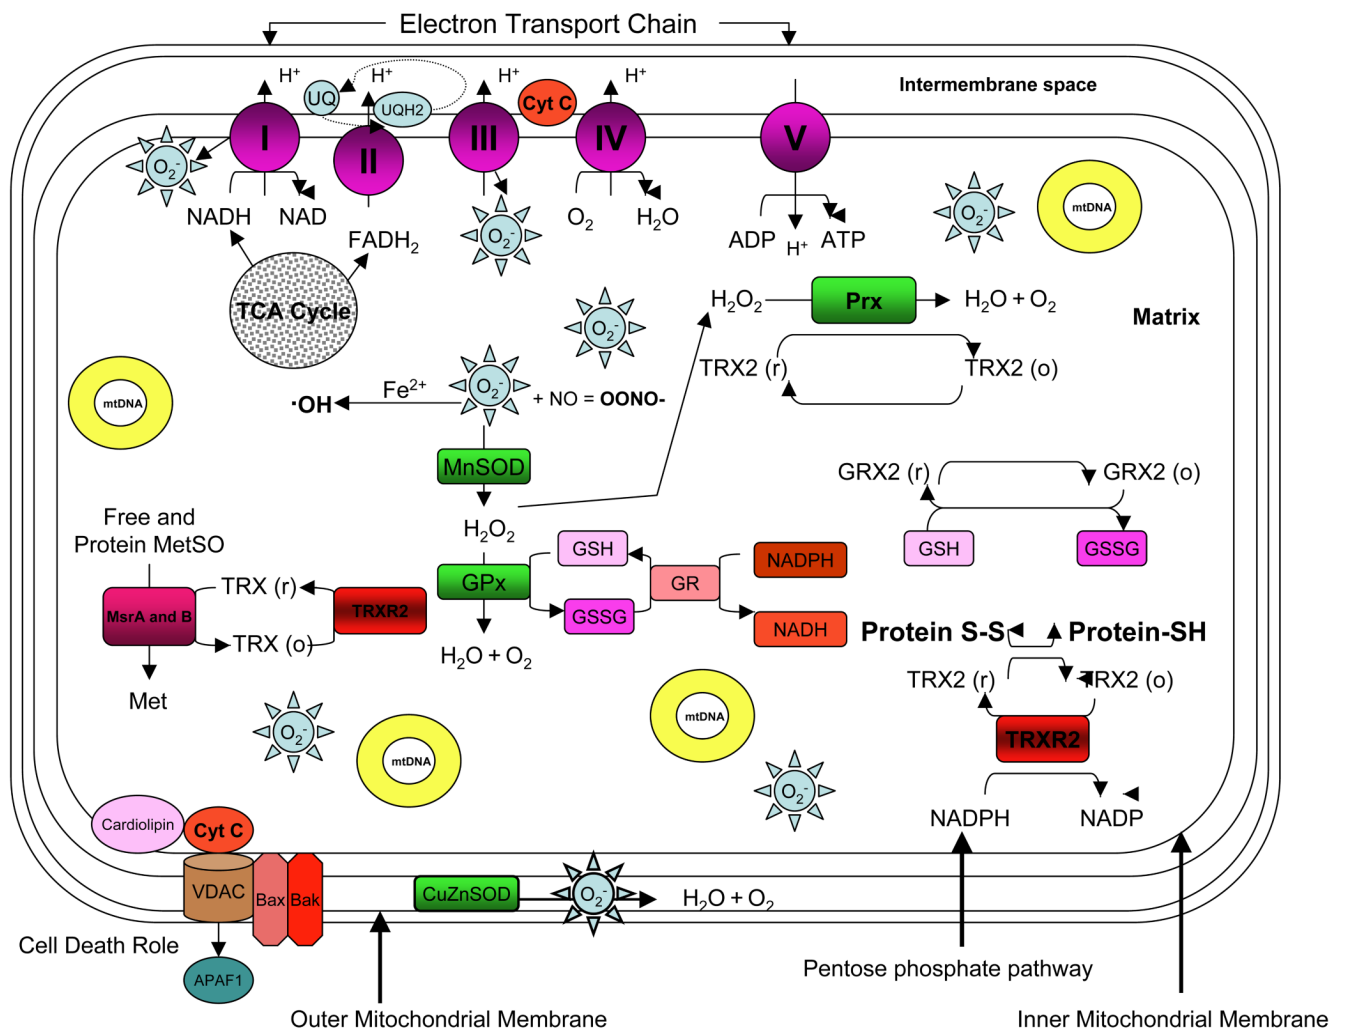 Electron Transport Chain
Intermembrane space
H⁺
UQ
H⁺
UQH2
H⁺
Cyt C
H⁺
I
II
III
IV
V
O₂⁻
NADH
NAD
FADH₂
O₂⁻
O₂
H₂O
ADP
H⁺
ATP
O₂⁻
mtDNA
TCA Cycle
O₂⁻
H₂O₂
Prx
H₂O + O₂
Matrix
TRX2 (r)
TRX2 (o)
mtDNA
·OH
Fe²⁺
O₂⁻
+ NO = OONO-
MnSOD
H₂O₂
GRX2 (r)
GRX2 (o)
GSH
GSSG
Free and
Protein MetSO
MsrA and B
TRX (r)
TRX (o)
TRXR2
Met
GPx
H₂O + O₂
GSH
GSSG
GR
NADPH
NADH
Protein S-S
Protein-SH
TRX2 (r)
TRX2 (o)
TRXR2
NADPH
NADP
O₂⁻
mtDNA
mtDNA
O₂⁻
Cardiolipin
Cyt C
VDAC
Bax
Bak
CuZnSOD
O₂⁻
H₂O + O₂
Cell Death Role
APAF1
Pentose phosphate pathway
Outer Mitochondrial Membrane
Inner Mitochondrial Membrane